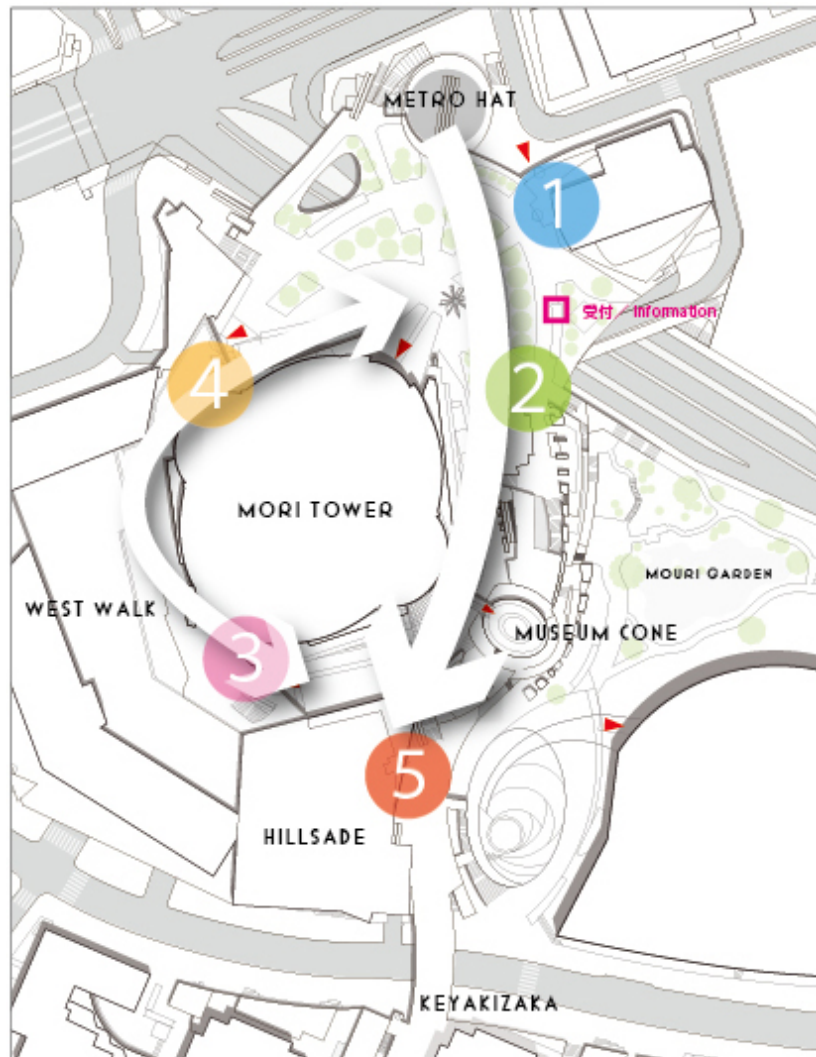 METRO HAT
1
受付 - Information
4
2
MORI TOWER
MOURI GARDEN
WEST WALK
MUSEUM CONE
3
5
HILLSADE
KEYAKIZAKA